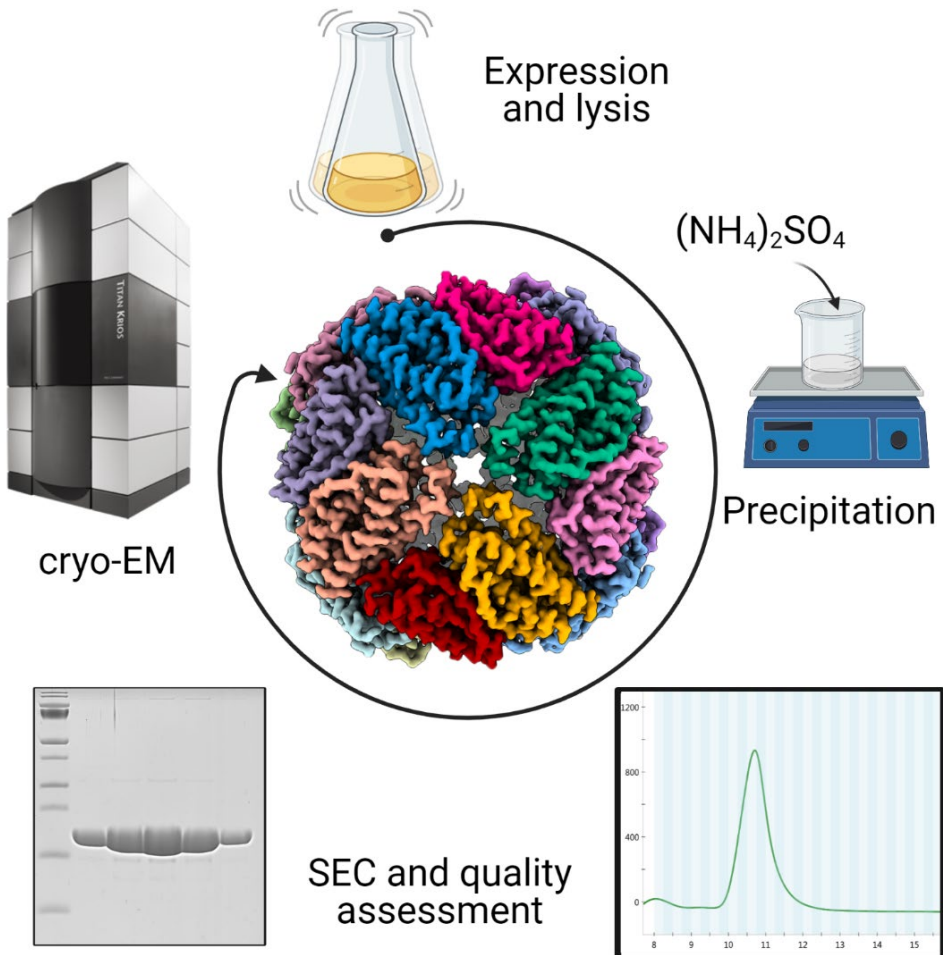 Expression
and lysis
(NH₄)₂SO₄
TITAN KRIOS
Precipitation
cryo-EM
SEC and quality
assessment
1200
800
400
0
8 9 10 11 12 13 14 15